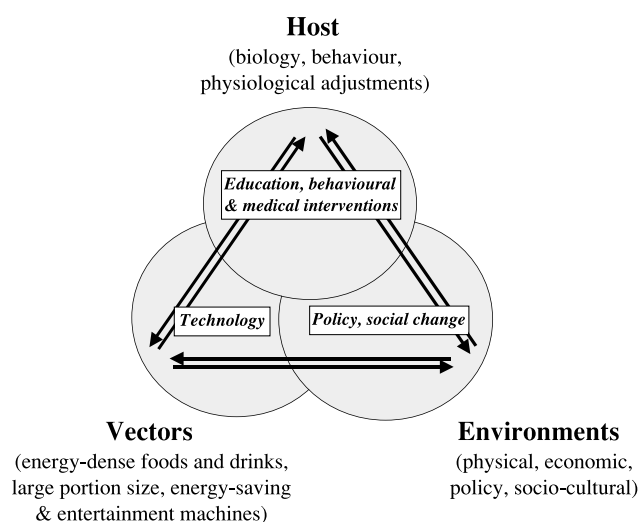 Host
(biology, behaviour,
physiological adjustments)
Education, behavioural
& medical interventions
Technology
Policy, social change
Vectors
(energy-dense foods and drinks,
large portion size, energy-saving
& entertainment machines)
Environments
(physical, economic,
policy, socio-cultural)